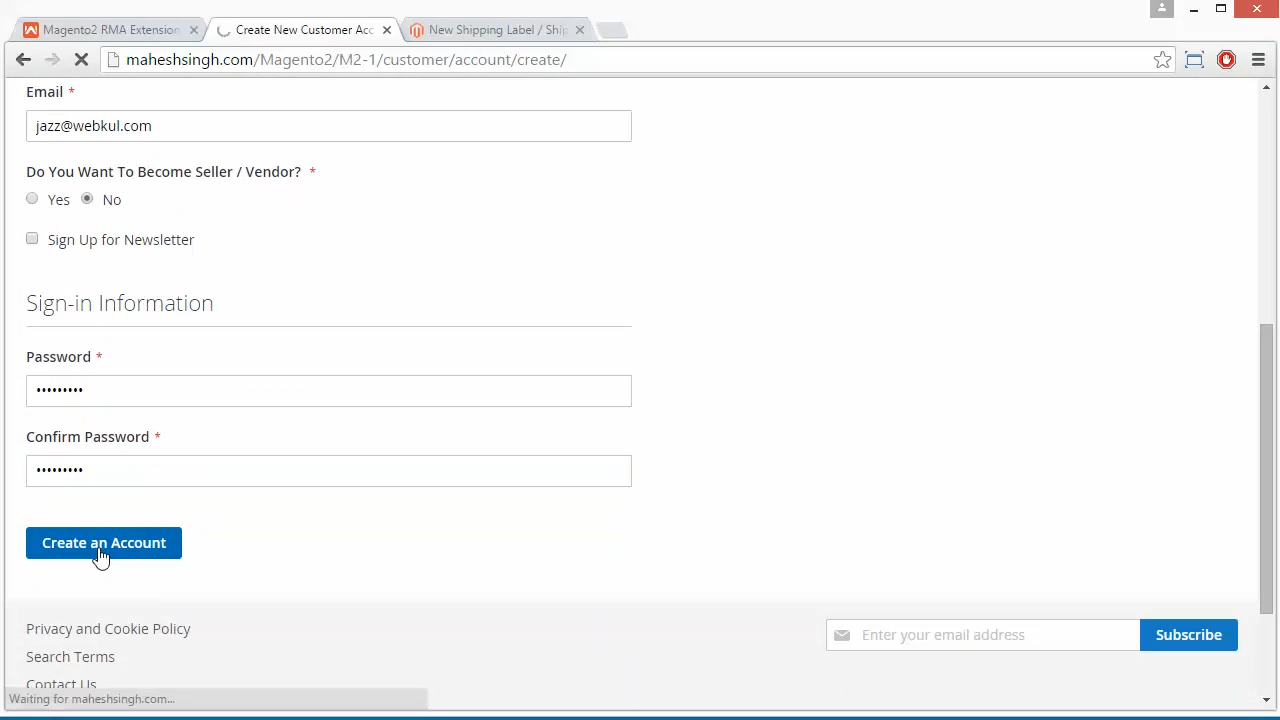 Magento2 RMA Extension
Create New Customer Acc
New Shipping Label / Ship
maheshsingh.com/Magento2/M2-1/customer/account/create/
Email *
jazz@webkul.com
Do You Want To Become Seller / Vendor? *
Yes No
Sign Up for Newsletter
Sign-in Information
Password *
•••••••••
Confirm Password *
•••••••••
Create an Account
Privacy and Cookie Policy
Enter your email address
Subscribe
Search Terms
Contact Us
Waiting for maheshsingh.com...